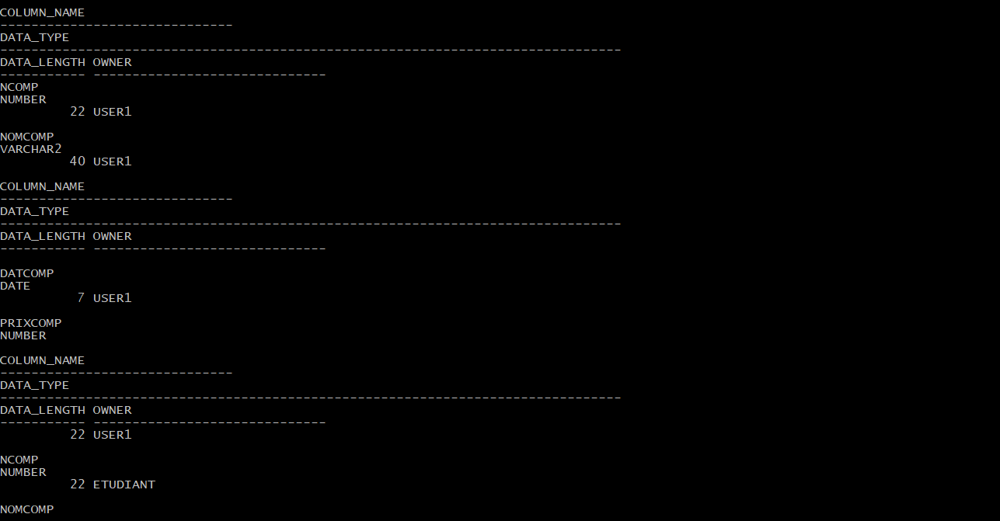 COLUMN_NAME
------------------------------
DATA_TYPE
--------------------------------------------------------------------------------
DATA_LENGTH OWNER
----------- ------------------------------
NCOMP
NUMBER
         22 USER1

NOMCOMP
VARCHAR2
         40 USER1

COLUMN_NAME
------------------------------
DATA_TYPE
--------------------------------------------------------------------------------
DATA_LENGTH OWNER
----------- ------------------------------

DATCOMP
DATE
          7 USER1

PRIXCOMP
NUMBER

COLUMN_NAME
------------------------------
DATA_TYPE
--------------------------------------------------------------------------------
DATA_LENGTH OWNER
----------- ------------------------------
         22 USER1

NCOMP
NUMBER
         22 ETUDIANT

NOMCOMP